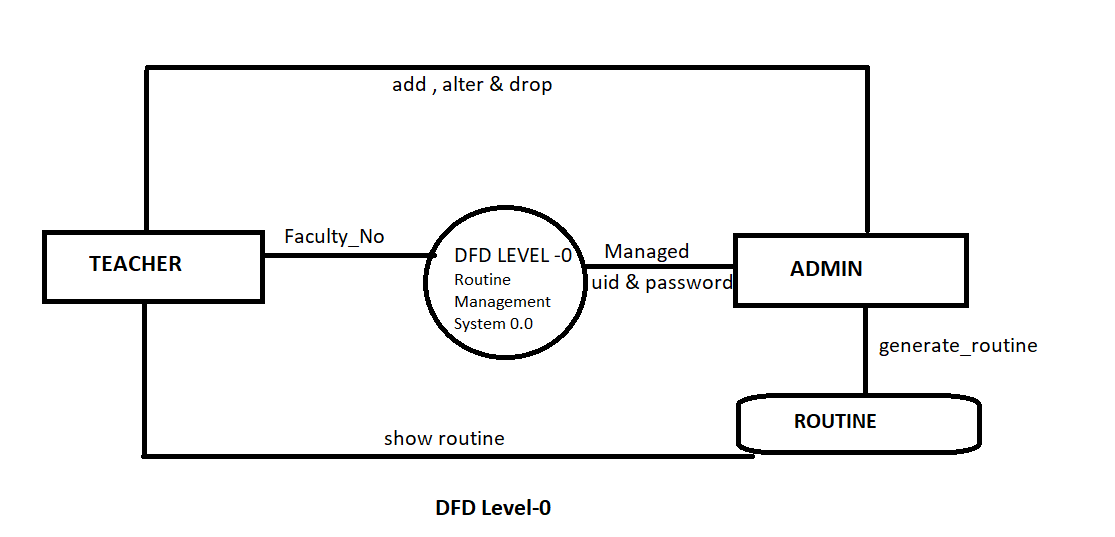 add , alter & drop
TEACHER
Faculty_No
DFD LEVEL -0
Routine
Management
System 0.0
Managed
uid & password
ADMIN
generate_routine
ROUTINE
show routine
DFD Level-0